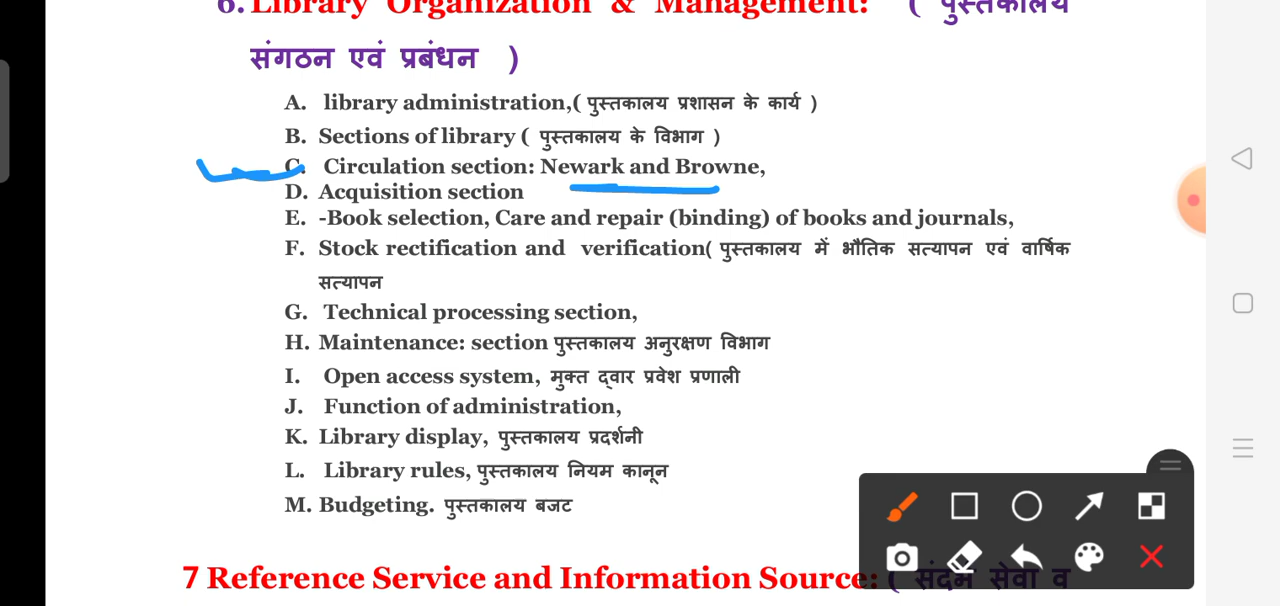 6. Library Organization & Management: ( पुस्तकालय
संगठन एवं प्रबंधन )
A. library administration,( पुस्तकालय प्रशासन के कार्य )
B. Sections of library ( पुस्तकालय के विभाग )
C. Circulation section: Newark and Browne,
D. Acquisition section
E. -Book selection, Care and repair (binding) of books and journals,
F. Stock rectification and verification( पुस्तकालय में भौतिक सत्यापन एवं वार्षिक
सत्यापन
G. Technical processing section,
H. Maintenance: section पुस्तकालय अनुरक्षण विभाग
I. Open access system, मुक्त द्वार प्रवेश प्रणाली
J. Function of administration,
K. Library display, पुस्तकालय प्रदर्शनी
L. Library rules, पुस्तकालय नियम कानून
M. Budgeting. पुस्तकालय बजट
7 Reference Service and Information Source: ( संदर्भ सेवा व